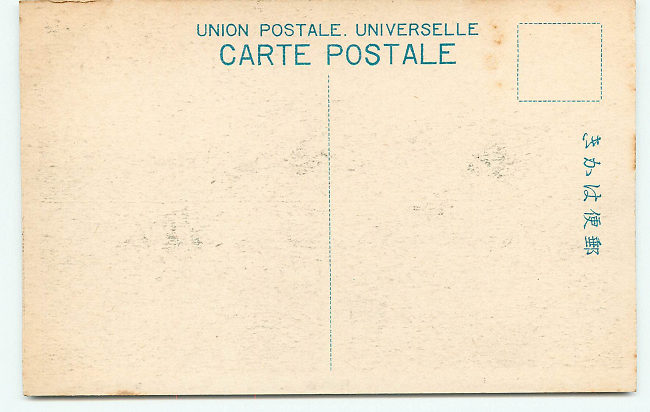 UNION POSTALE. UNIVERSELLE
CARTE POSTALE
郵便はかき